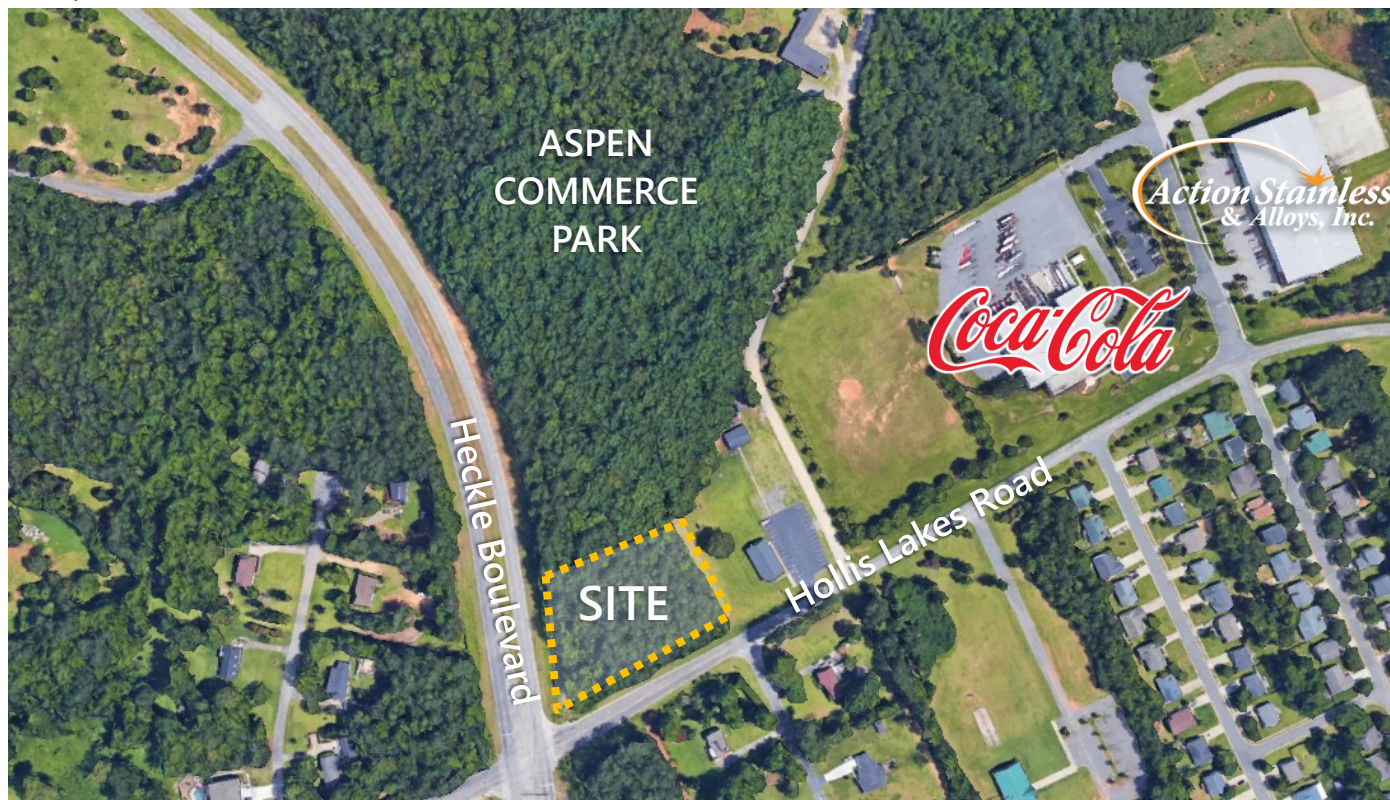 ASPEN
COMMERCE
PARK
Action Stainless
& Alloys, Inc.
Coca-Cola
Heckle Boulevard
Hollis Lakes Road
SITE